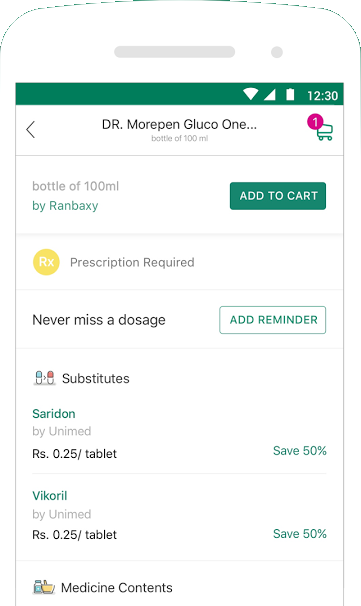 12:30
DR. Morepen Gluco One...
bottle of 100 ml
1
bottle of 100ml
by Ranbaxy
ADD TO CART
Rx
Prescription Required
Never miss a dosage
ADD REMINDER
Substitutes
Saridon
by Unimed
Rs. 0.25/ tablet
Save 50%
Vikoril
by Unimed
Rs. 0.25/ tablet
Save 50%
Medicine Contents